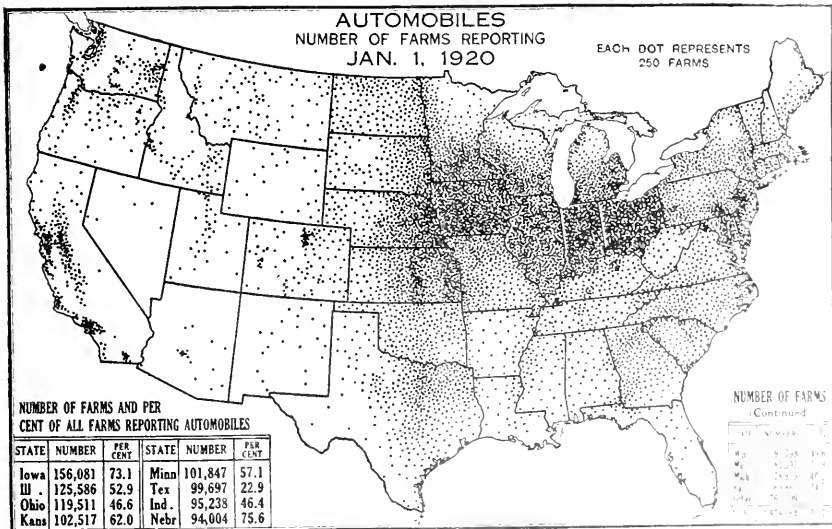 AUTOMOBILES
NUMBER OF FARMS REPORTING
JAN. 1, 1920
EACH DOT REPRESENTS
250 FARMS
NUMBER OF FARMS AND PER
CENT OF ALL FARMS REPORTING AUTOMOBILES
STATE NUMBER PER CENT STATE NUMBER PER CENT
Iowa 156,081 73.1 Minn 101,847 57.1
Ill . 125,586 52.9 Tex 99,697 22.9
Ohio 119,511 46.6 Ind. 95,238 46.4
Kans 102,517 62.0 Nebr 94,004 75.6
NUMBER OF FARMS
(Continued